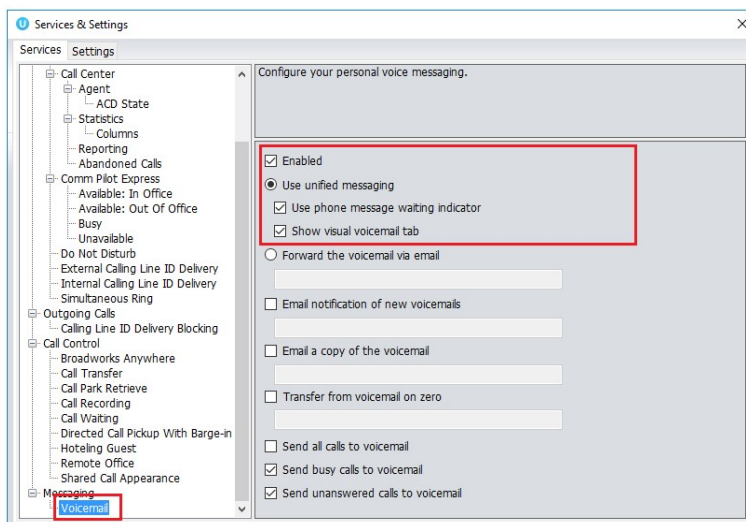 Services & Settings
Services Settings
Call Center
Agent
ACD State
Statistics
Columns
Reporting
Abandoned Calls
Comm Pilot Express
Available: In Office
Available: Out Of Office
Busy
Unavailable
Do Not Disturb
External Calling Line ID Delivery
Internal Calling Line ID Delivery
Simultaneous Ring
Outgoing Calls
Calling Line ID Delivery Blocking
Call Control
Broadworks Anywhere
Call Transfer
Call Park Retrieve
Call Recording
Call Waiting
Directed Call Pickup With Barge-in
Hoteling Guest
Remote Office
Shared Call Appearance
Messaging
Voicemail
Configure your personal voice messaging.
Enabled
Use unified messaging
Use phone message waiting indicator
Show visual voicemail tab
Forward the voicemail via email
Email notification of new voicemails
Email a copy of the voicemail
Transfer from voicemail on zero
Send all calls to voicemail
Send busy calls to voicemail
Send unanswered calls to voicemail